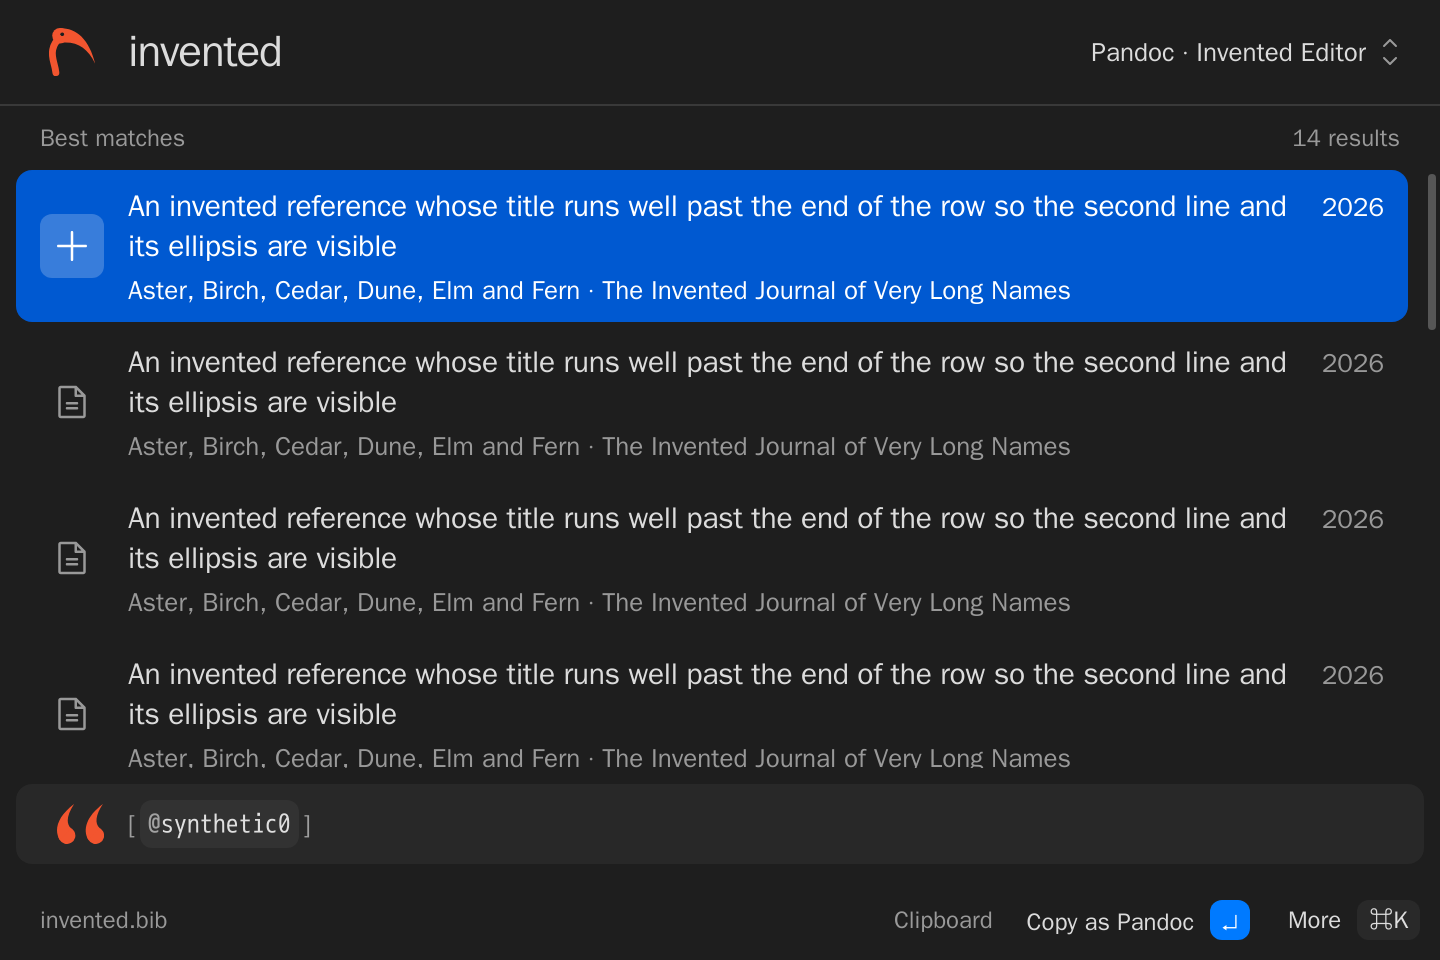 invented
Pandoc · Invented Editor
Best matches
14 results
An invented reference whose title runs well past the end of the row so the second line and
its ellipsis are visible
2026
Aster, Birch, Cedar, Dune, Elm and Fern · The Invented Journal of Very Long Names
An invented reference whose title runs well past the end of the row so the second line and
its ellipsis are visible
2026
Aster, Birch, Cedar, Dune, Elm and Fern · The Invented Journal of Very Long Names
An invented reference whose title runs well past the end of the row so the second line and
its ellipsis are visible
2026
Aster, Birch, Cedar, Dune, Elm and Fern · The Invented Journal of Very Long Names
An invented reference whose title runs well past the end of the row so the second line and
its ellipsis are visible
2026
Aster, Birch, Cedar, Dune, Elm and Fern · The Invented Journal of Very Long Names
[ @synthetic0 ]
invented.bib
Clipboard
Copy as Pandoc
More ⌘K